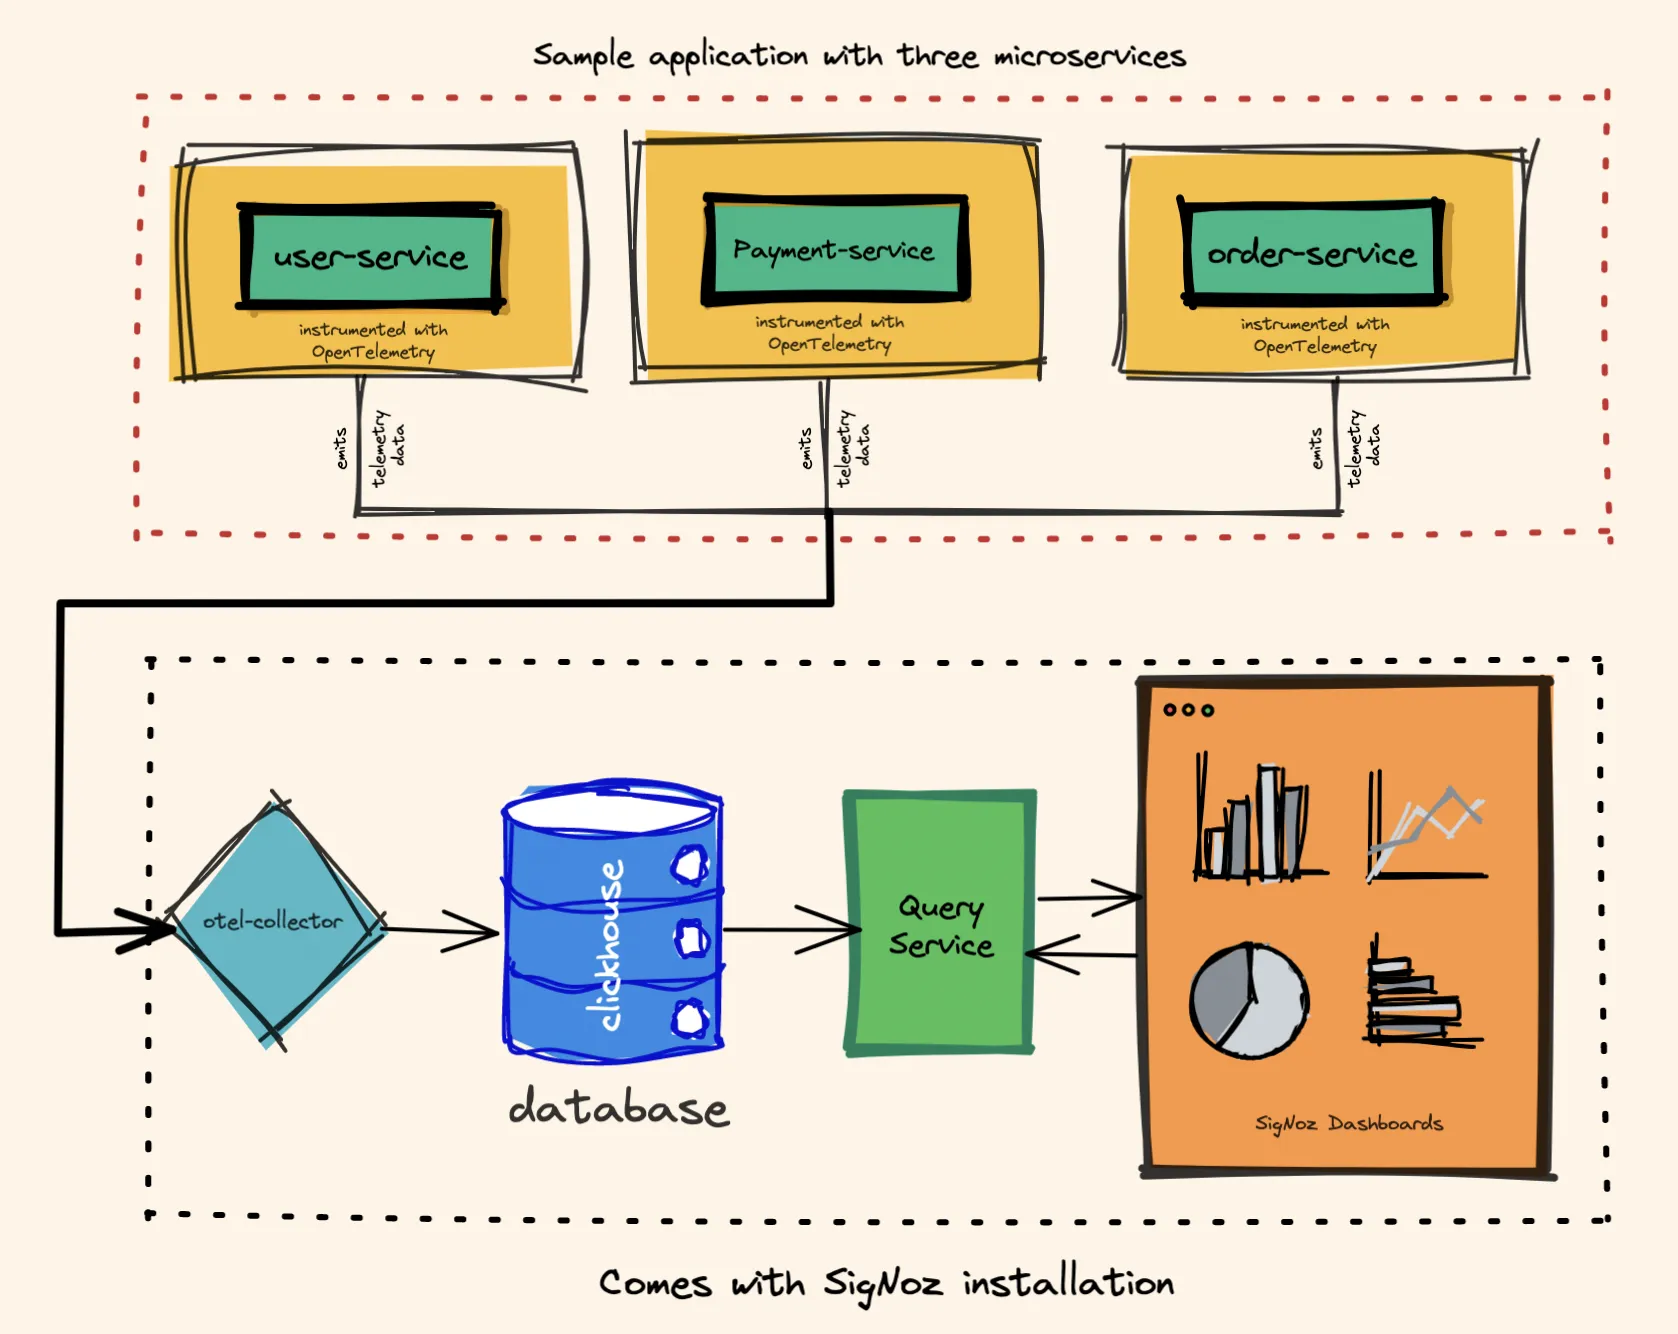 Sample application with three microservices
user-service
instrumented with
OpenTelemetry
Payment-service
instrumented with
OpenTelemetry
order-service
instrumented with
OpenTelemetry
emits
telemetry
data
emits
telemetry
data
emits
telemetry
data
otel-collector
clickhouse
database
Query
Service
SigNoz Dashboards
Comes with SigNoz installation